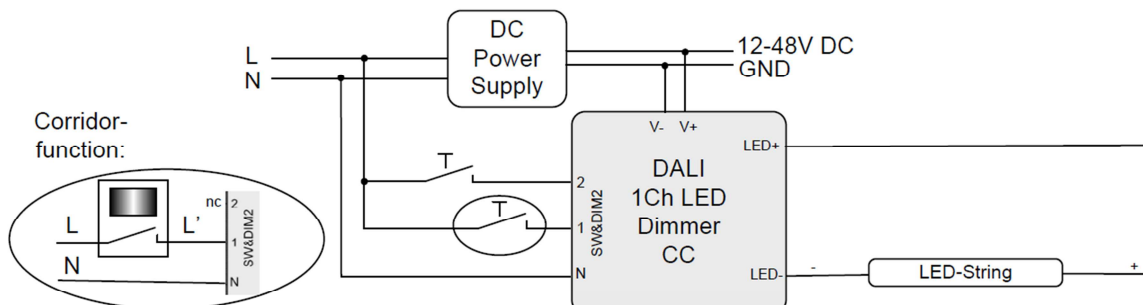 DC
Power
Supply
12-48V DC
GND
L
N
Corridor-
function:
nc
2
L
L'
1
SW&DIM2
N
N
T
T
2
1
SW&DIM2
N
V-
V+
LED+
DALI
1Ch LED
Dimmer
CC
LED-
-
LED-String
+